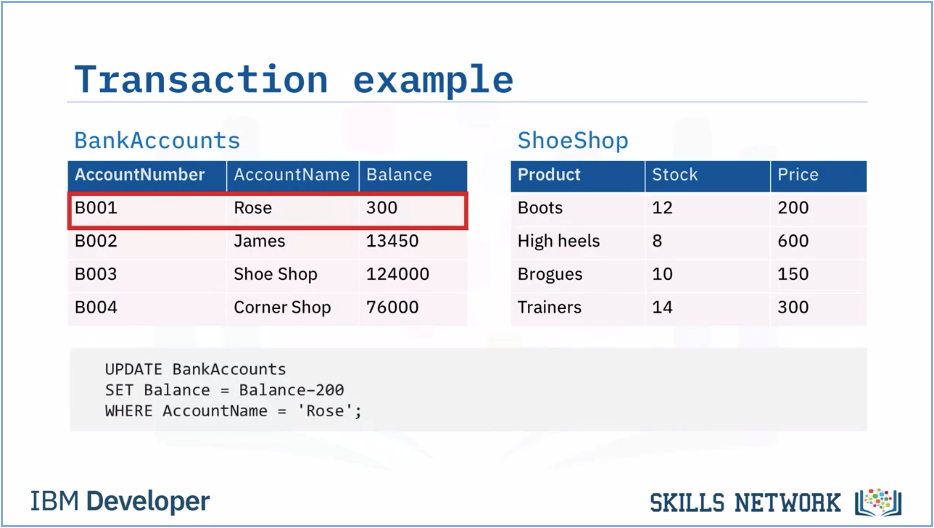 Transaction example
BankAccounts
AccountNumber AccountName Balance
B001 Rose 300
B002 James 13450
B003 Shoe Shop 124000
B004 Corner Shop 76000
ShoeShop
Product Stock Price
Boots 12 200
High heels 8 600
Brogues 10 150
Trainers 14 300
UPDATE BankAccounts
SET Balance = Balance-200
WHERE AccountName = 'Rose';
IBM Developer
SKILLS NETWORK